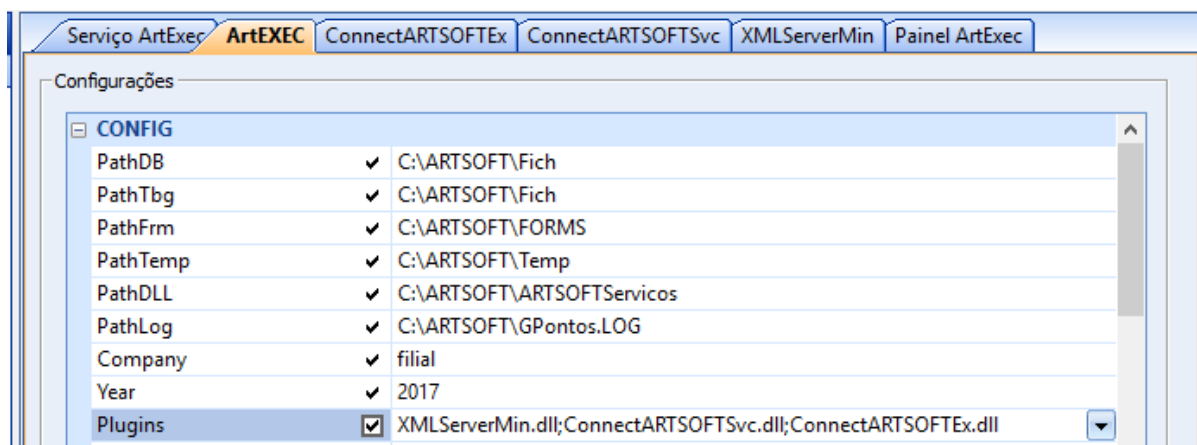 Serviço ArtExec ArtEXEC ConnectARTSOFTEx ConnectARTSOFTSvc XMLServerMin Painel ArtExec
Configurações
CONFIG
PathDB C:\ARTSOFT\Fich
PathTbg C:\ARTSOFT\Fich
PathFrm C:\ARTSOFT\FORMS
PathTemp C:\ARTSOFT\Temp
PathDLL C:\ARTSOFT\ARTSOFTServicos
PathLog C:\ARTSOFT\GPontos.LOG
Company filial
Year 2017
Plugins XMLServerMin.dll;ConnectARTSOFTSvc.dll;ConnectARTSOFTEx.dll